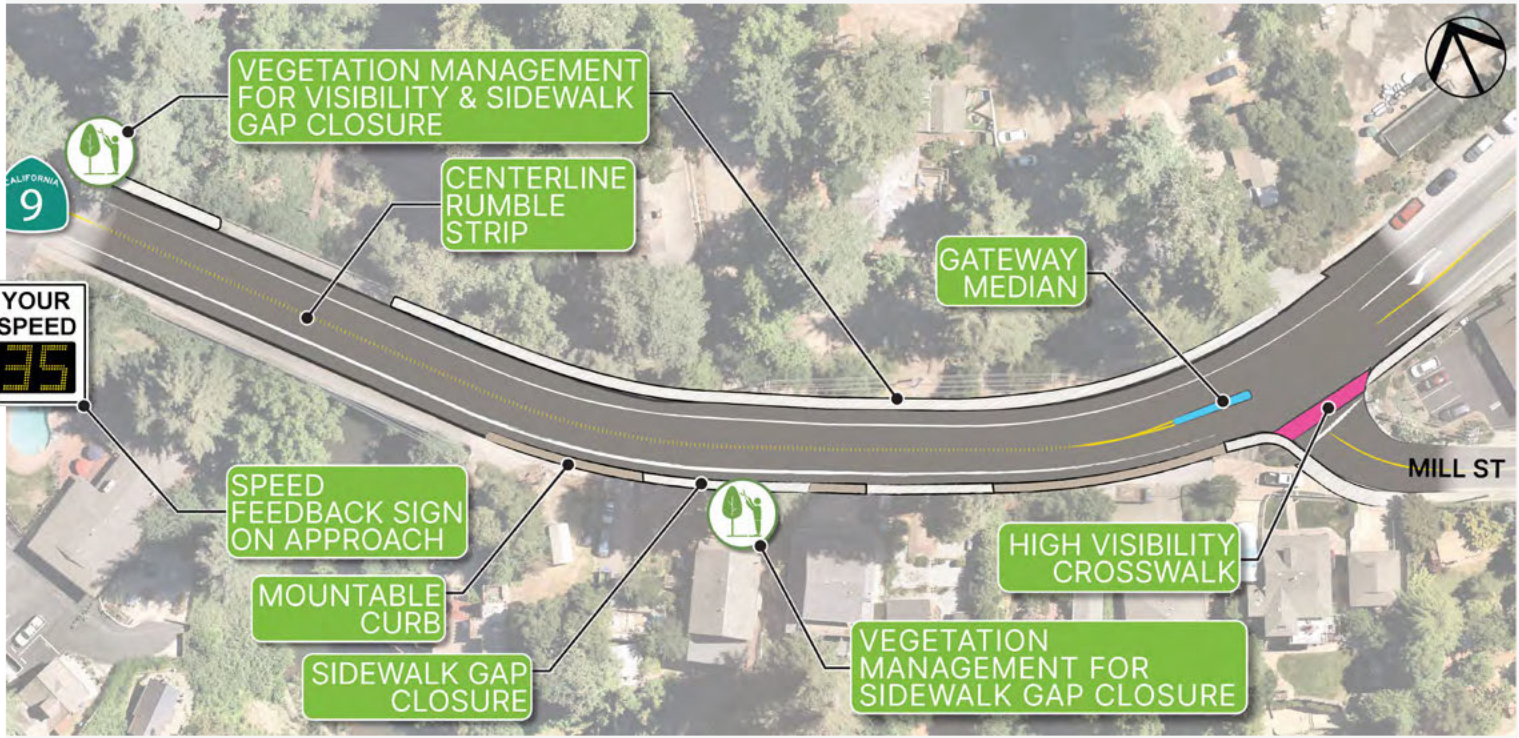 VEGETATION MANAGEMENT
FOR VISIBILITY & SIDEWALK
GAP CLOSURE
CALIFORNIA
9
CENTERLINE
RUMBLE
STRIP
GATEWAY
MEDIAN
YOUR
SPEED
35
MILL ST
SPEED
FEEDBACK SIGN
ON APPROACH
HIGH VISIBILITY
CROSSWALK
MOUNTABLE
CURB
VEGETATION
MANAGEMENT FOR
SIDEWALK GAP CLOSURE
SIDEWALK GAP
CLOSURE